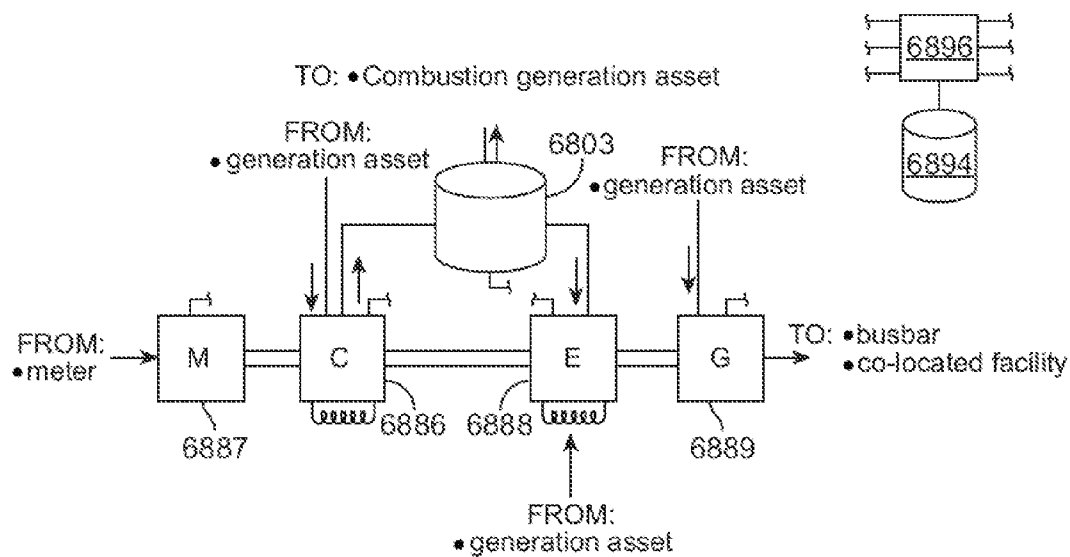 6896
TO: •Combustion generation asset
FROM:
•generation asset
6803
FROM:
•generation asset
6894
FROM:
•meter
M
C
E
G
TO: •busbar
•co-located facility
6887
6886
6888
6889
FROM:
•generation asset